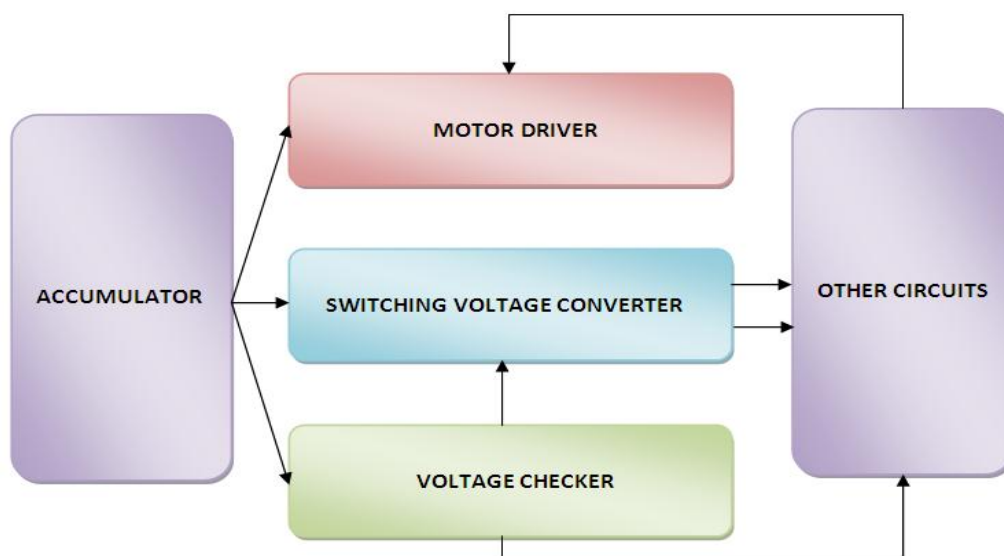 MOTOR DRIVER
ACCUMULATOR
SWITCHING VOLTAGE CONVERTER
OTHER CIRCUITS
VOLTAGE CHECKER